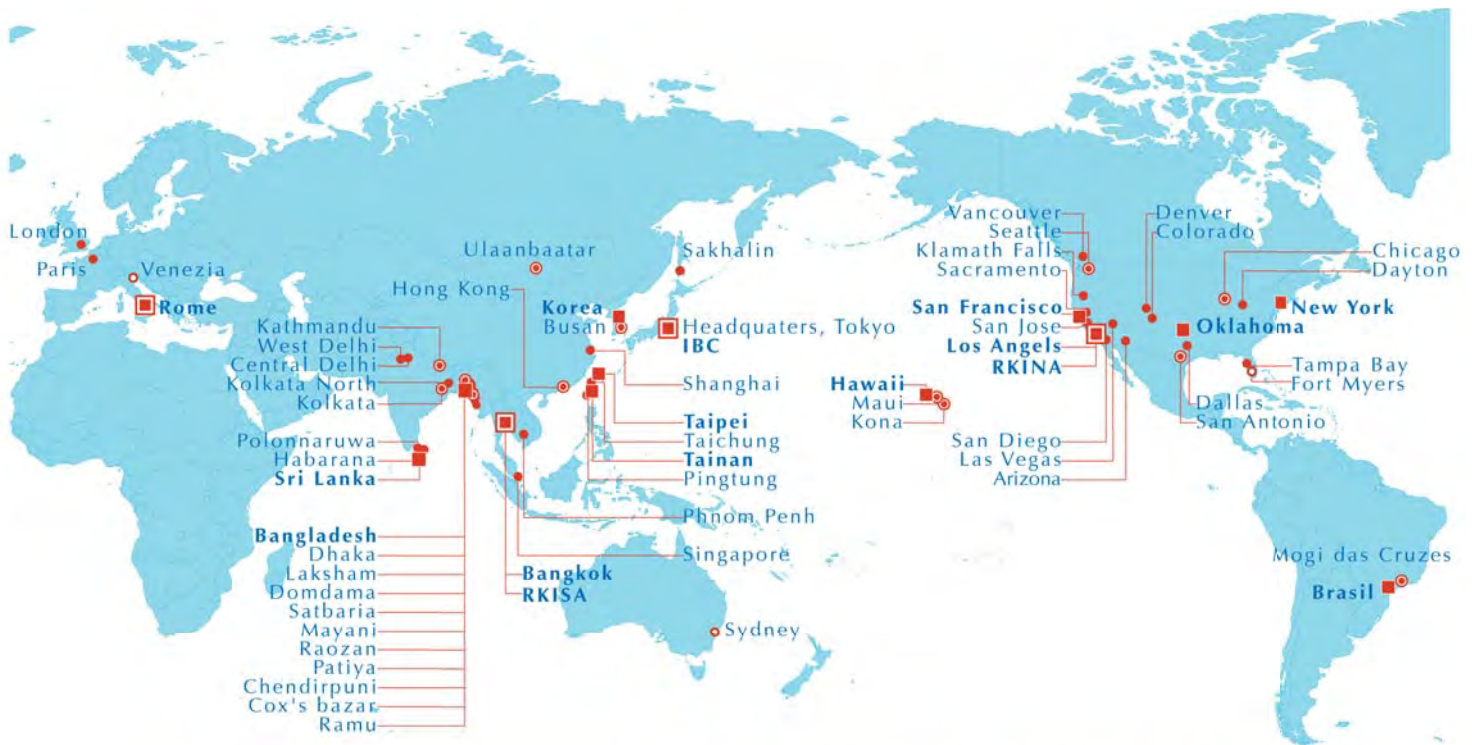 London
Paris
Venezia
Rome
Ulaanbaatar
Sakhalin
Hong Kong
Korea
Busan
Headquaters, Tokyo
IBC
Kathmandu
West Delhi
Central Delhi
Kolkata North
Kolkata
Shanghai
Polonnaruwa
Habarana
Sri Lanka
Taipei
Taichung
Tainan
Pingtung
Phnom Penh
Singapore
Bangkok
RKISA
Bangladesh
Dhaka
Laksham
Domdama
Satbaria
Mayani
Raozan
Patiya
Chendirpuni
Cox's bazar
Ramu
Sydney
Vancouver
Seattle
Klamath Falls
Sacramento
San Francisco
San Jose
Los Angels
RKINA
Hawaii
Maui
Kona
San Diego
Las Vegas
Arizona
Denver
Colorado
Chicago
Dayton
New York
Oklahoma
Tampa Bay
Fort Myers
Dallas
San Antonio
Mogi das Cruzes
Brasil